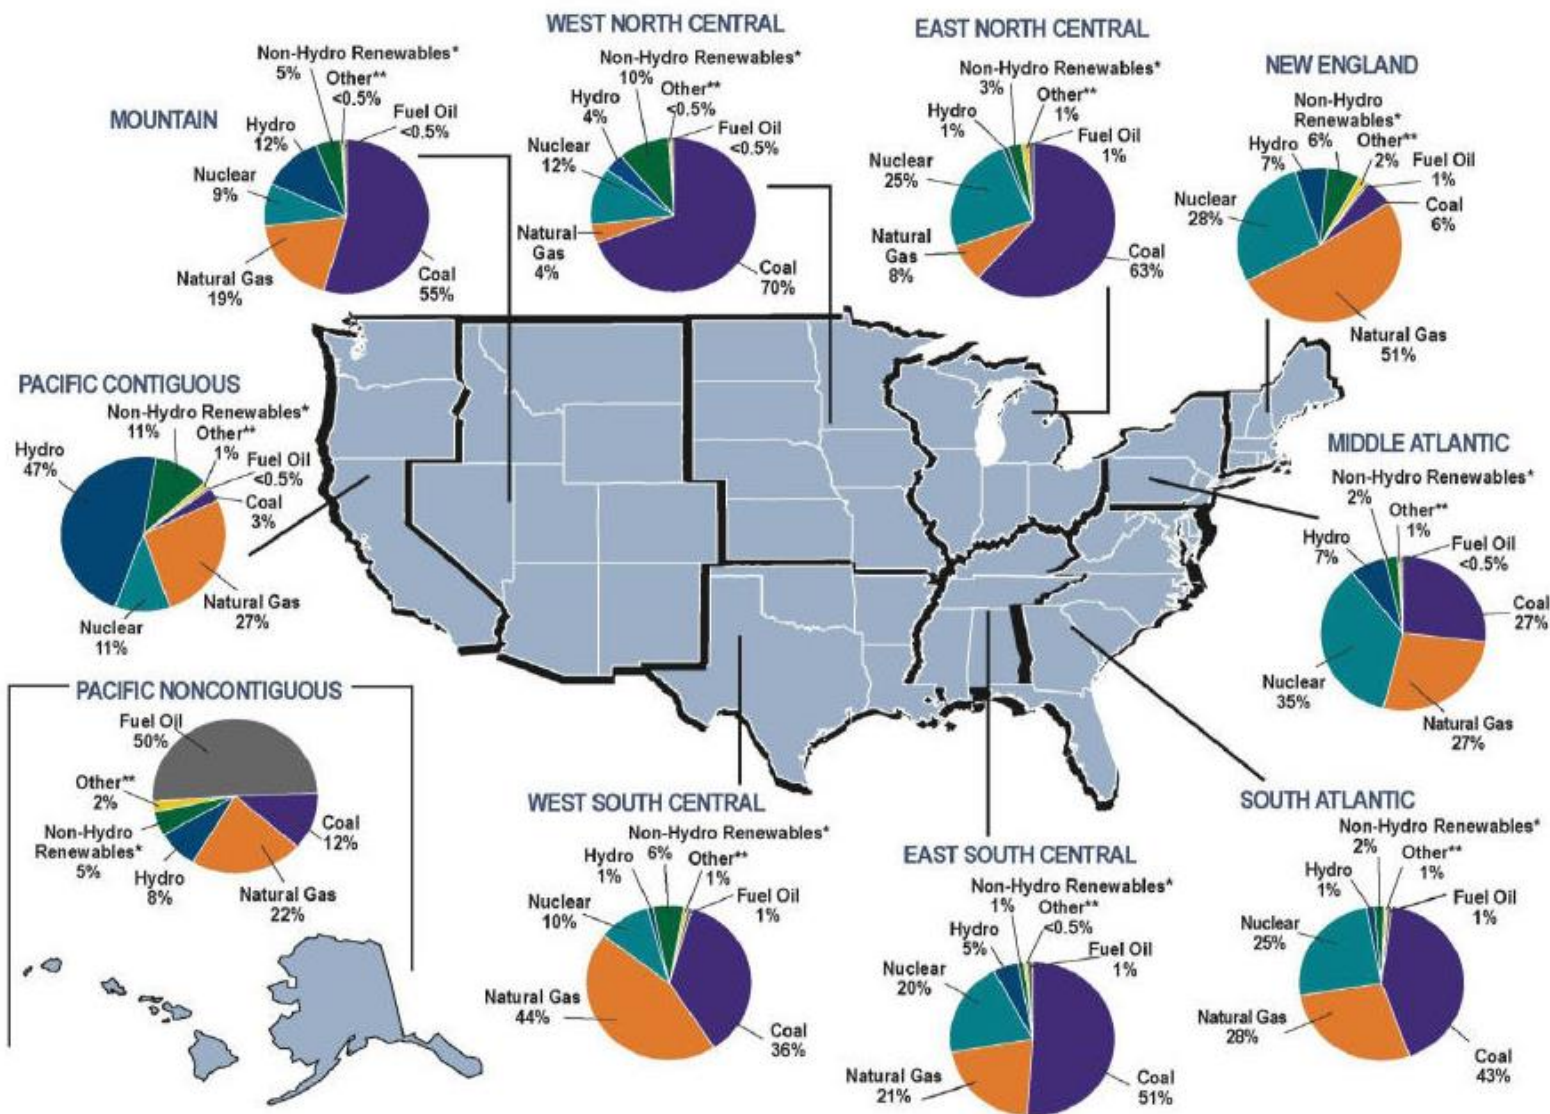 WEST NORTH CENTRAL
Non-Hydro Renewables*
10%
Other**
<0.5%
Hydro
4%
Fuel Oil
<0.5%
Nuclear
12%
Natural
Gas
4%
Coal
70%
EAST NORTH CENTRAL
Non-Hydro Renewables*
3%
Other**
1%
Hydro
1%
Fuel Oil
1%
Nuclear
25%
Natural
Gas
8%
Coal
63%
NEW ENGLAND
Non-Hydro
Renewables*
6%
Other**
2%
Hydro
7%
Fuel Oil
1%
Nuclear
28%
Coal
6%
Natural Gas
51%
MOUNTAIN
Non-Hydro Renewables*
5%
Other**
<0.5%
Fuel Oil
<0.5%
Hydro
12%
Nuclear
9%
Natural Gas
19%
Coal
55%
PACIFIC CONTIGUOUS
Non-Hydro Renewables*
11%
Other**
1%
Hydro
47%
Fuel Oil
<0.5%
Coal
3%
Natural Gas
27%
Nuclear
11%
MIDDLE ATLANTIC
Non-Hydro Renewables*
2%
Other**
1%
Hydro
7%
Fuel Oil
<0.5%
Coal
27%
Nuclear
35%
Natural Gas
27%
PACIFIC NONCONTIGUOUS
Fuel Oil
50%
Other**
2%
Non-Hydro
Renewables*
5%
Hydro
8%
Natural Gas
22%
Coal
12%
WEST SOUTH CENTRAL
Non-Hydro Renewables*
6%
Other**
1%
Hydro
1%
Fuel Oil
1%
Nuclear
10%
Natural Gas
44%
Coal
36%
EAST SOUTH CENTRAL
Non-Hydro Renewables*
1%
Other**
<0.5%
Hydro
5%
Fuel Oil
1%
Nuclear
20%
Natural Gas
21%
Coal
51%
SOUTH ATLANTIC
Non-Hydro Renewables*
2%
Other**
1%
Hydro
1%
Fuel Oil
1%
Nuclear
25%
Natural Gas
28%
Coal
43%